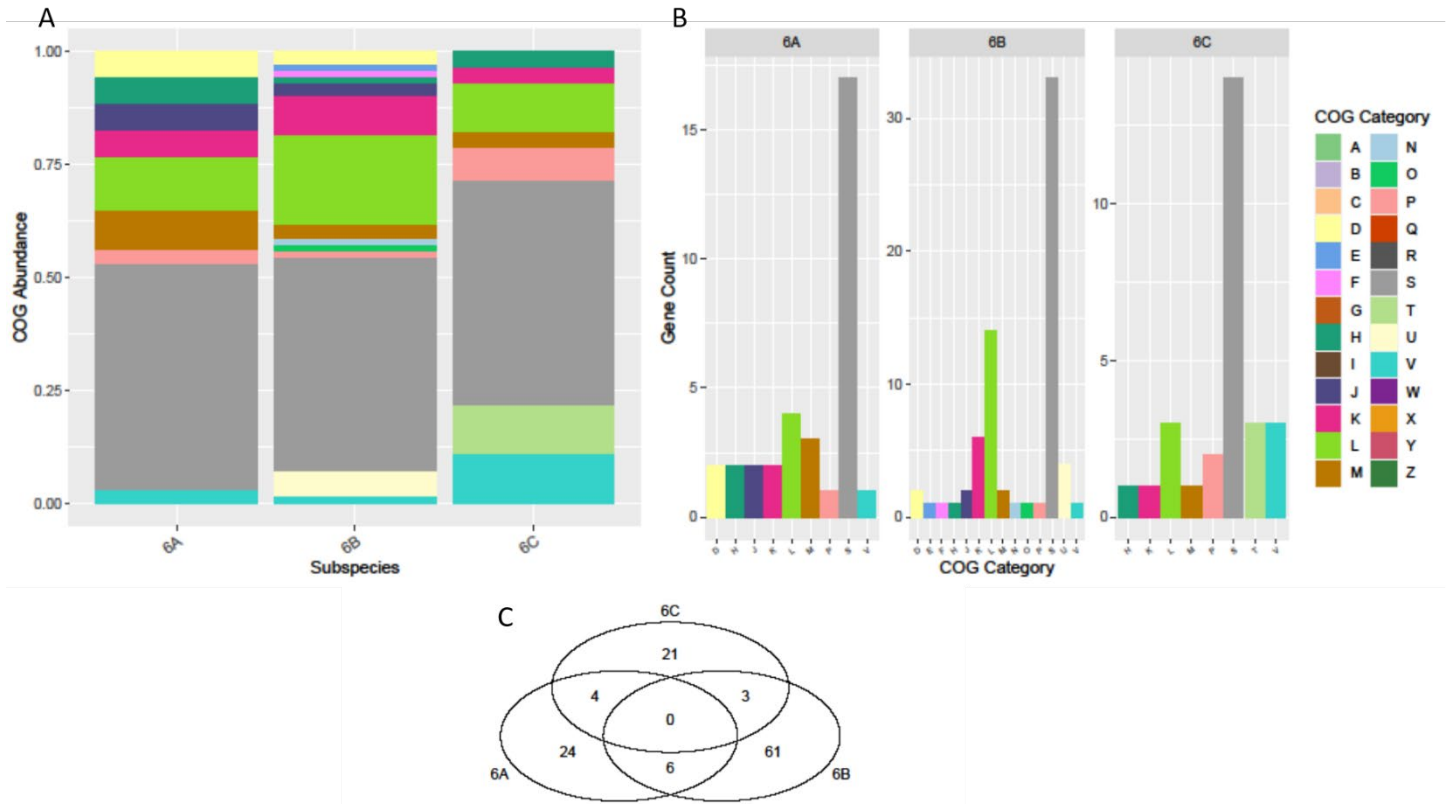 A
B
1.00
0.75
0.50
0.25
0.00
COG Abundance
6A
6B
6C
Subspecies
6A
6B
6C
15
10
5
0
30
20
10
0
10
5
0
Gene Count
D H J K L M P S V
D E F H J K L M N O P S U V
H K L M P S T V
COG Category
COG Category
A N
B O
C P
D Q
E R
F S
G T
H U
I V
J W
K X
L Y
M Z
C
6C
21
4
3
0
24
61
6
6A
6B